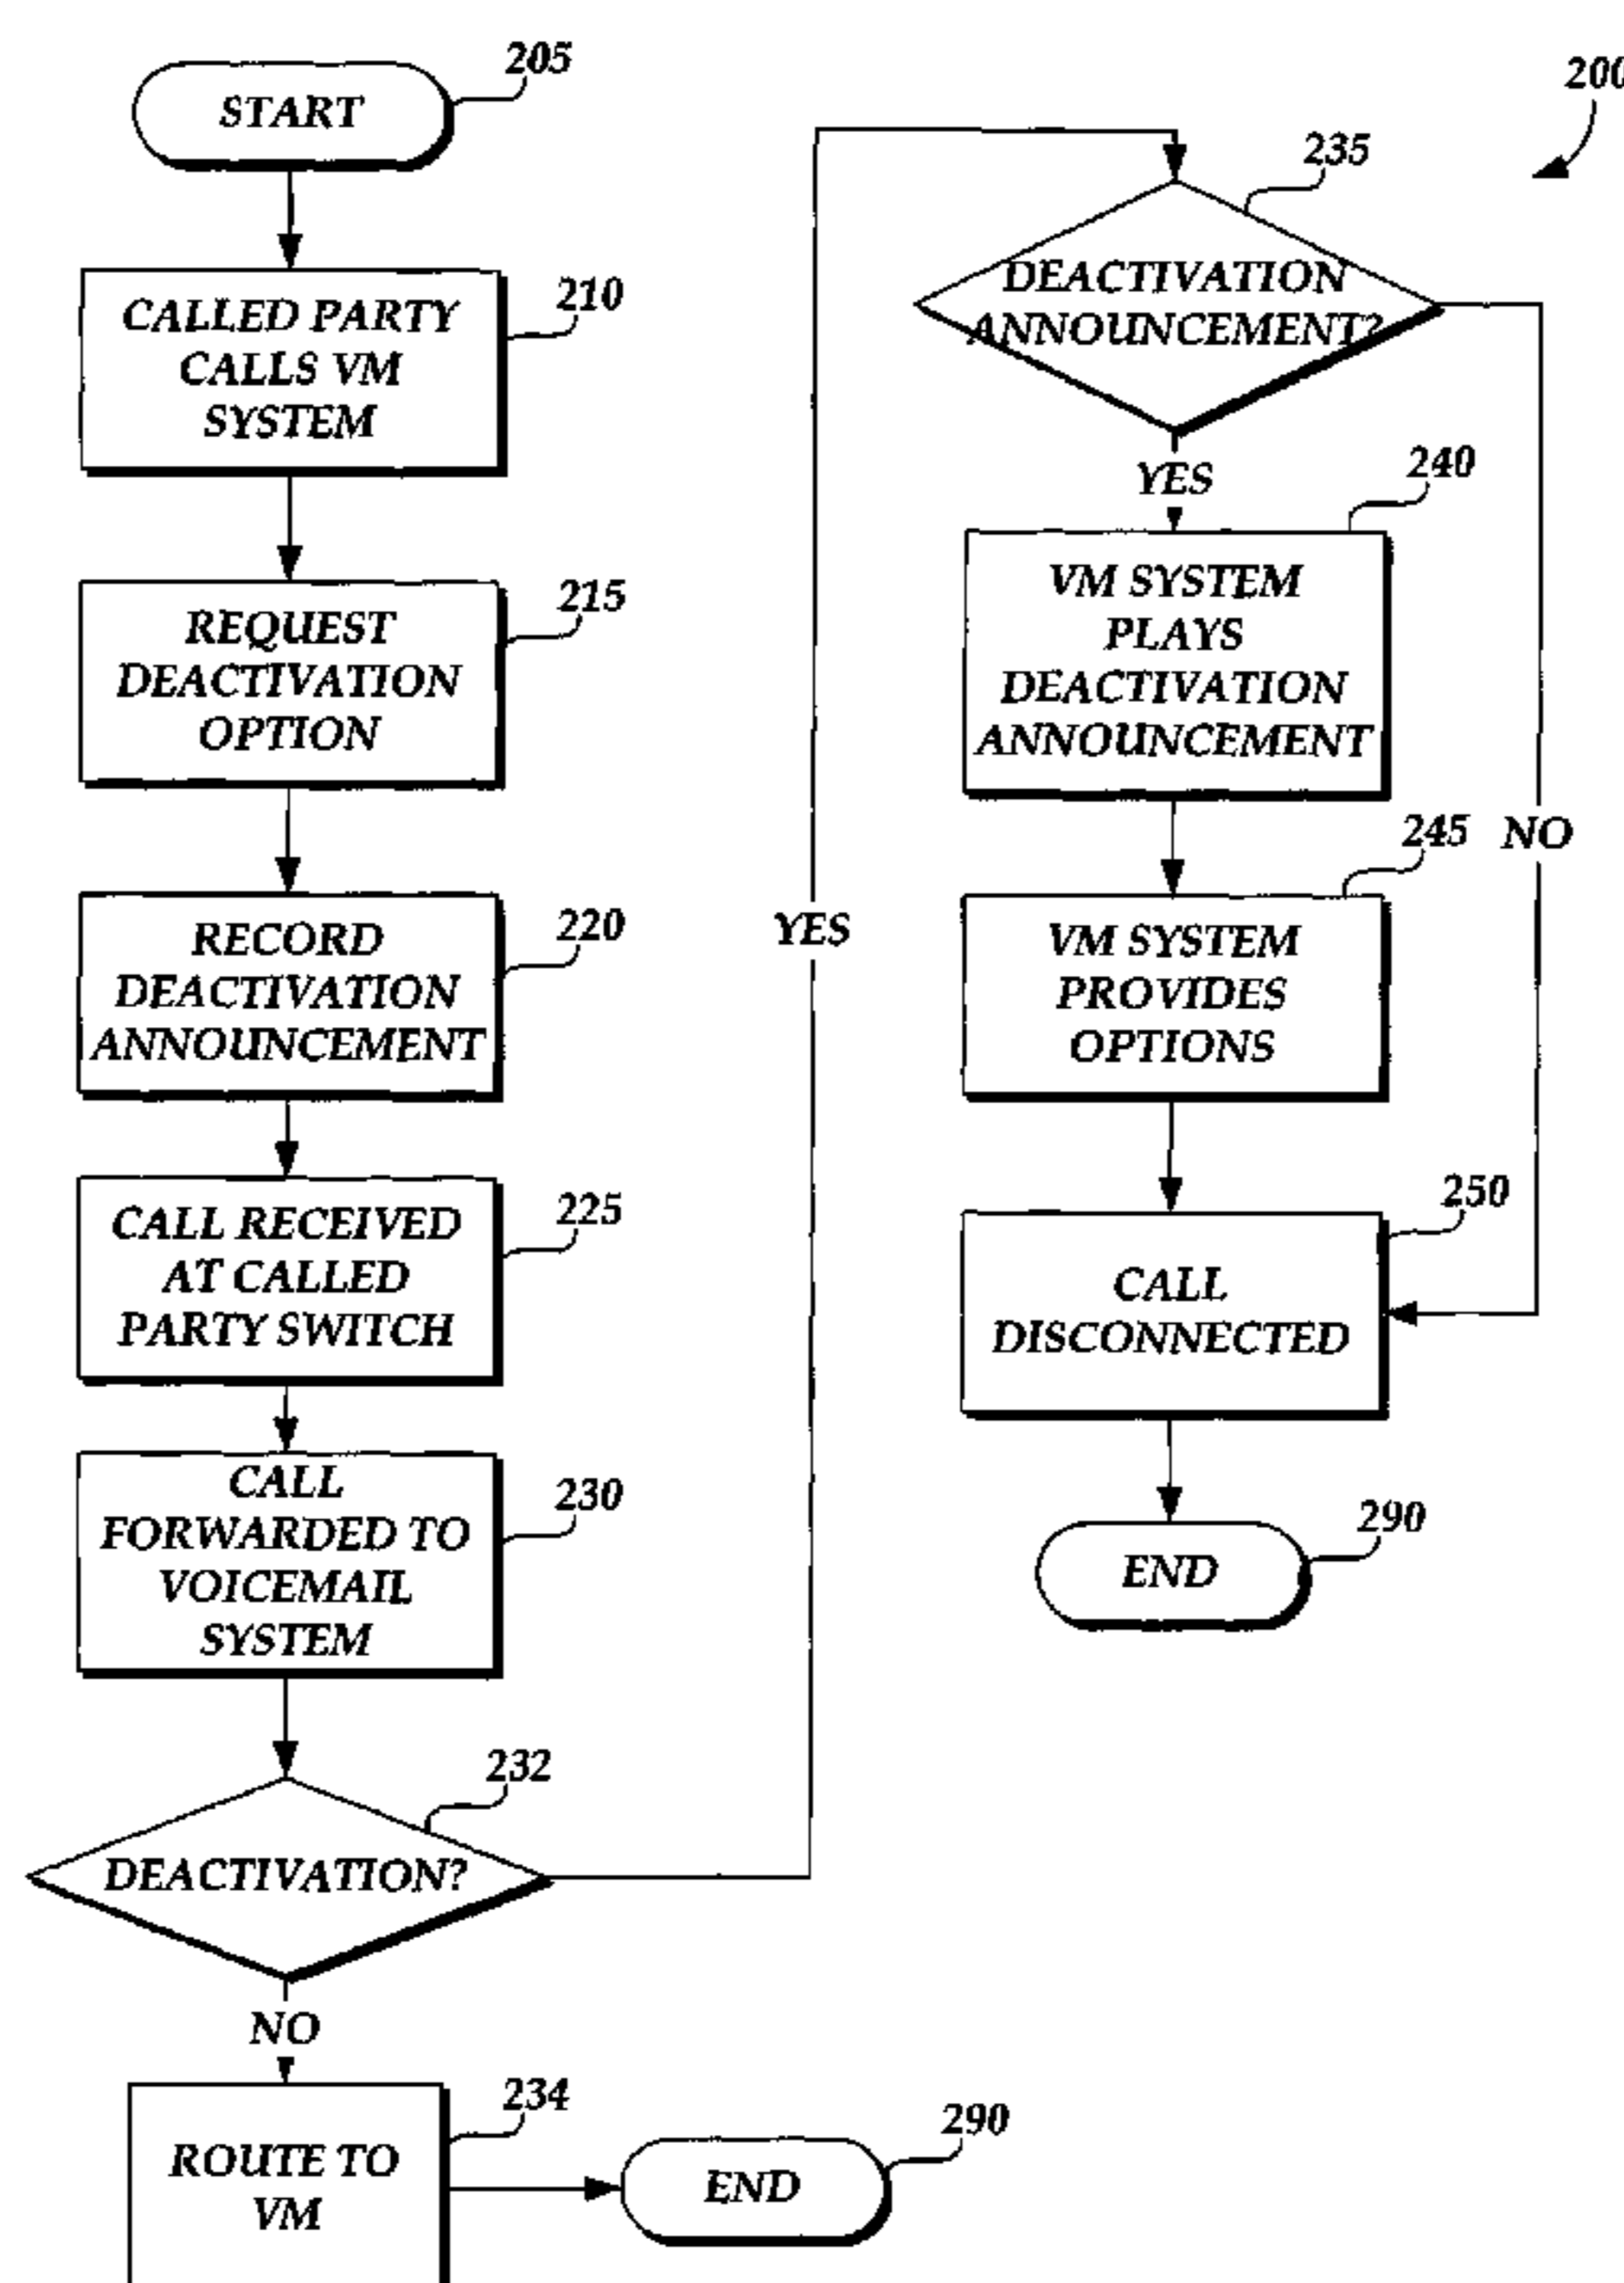 200
START
205
CALLED PARTY
CALLS VM
SYSTEM
210
REQUEST
DEACTIVATION
OPTION
215
RECORD
DEACTIVATION
ANNOUNCEMENT
220
CALL RECEIVED
AT CALLED
PARTY SWITCH
225
CALL
FORWARDED TO
VOICEMAIL
SYSTEM
230
DEACTIVATION?
232
NO
ROUTE TO
VM
234
END
290
YES
DEACTIVATION
ANNOUNCEMENT?
235
YES
VM SYSTEM
PLAYS
DEACTIVATION
ANNOUNCEMENT
240
VM SYSTEM
PROVIDES
OPTIONS
245
NO
CALL
DISCONNECTED
250
END
290